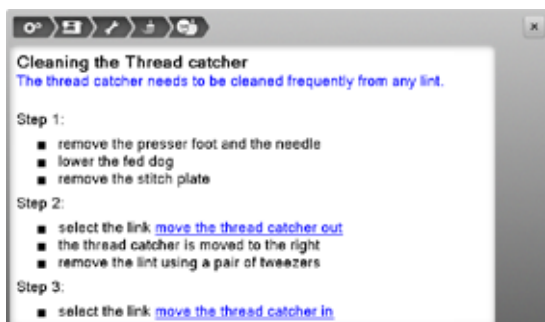 Cleaning the Thread catcher
The thread catcher needs to be cleaned frequently from any lint.
Step 1:
■ remove the presser foot and the needle
■ lower the fed dog
■ remove the stitch plate
Step 2:
■ select the link move the thread catcher out
■ the thread catcher is moved to the right
■ remove the lint using a pair of tweezers
Step 3:
■ select the link move the thread catcher in